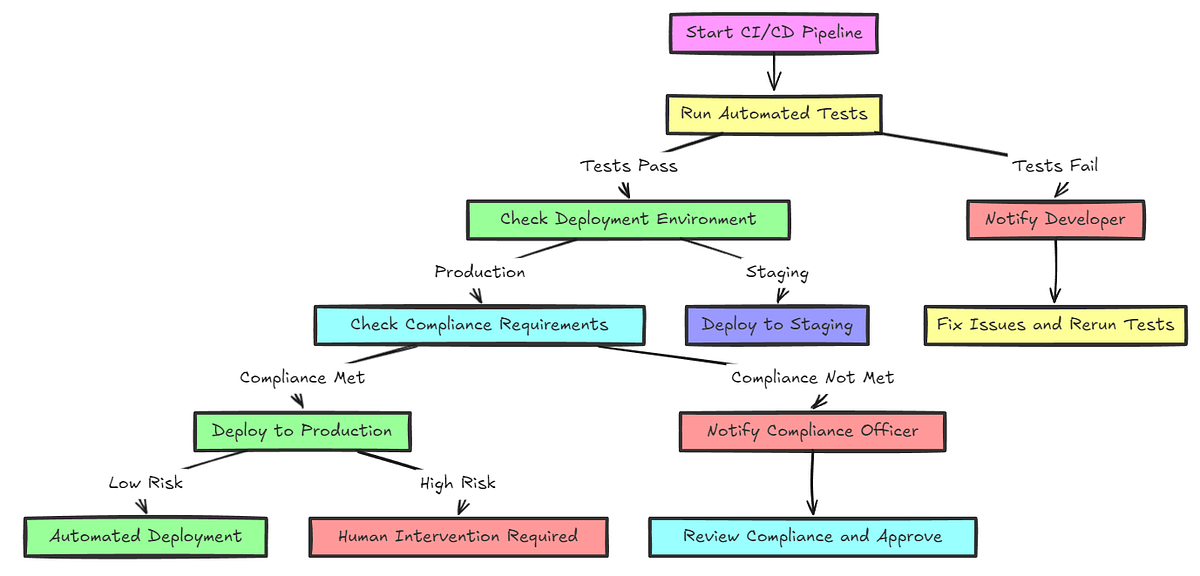 Start CI/CD Pipeline
Run Automated Tests
Tests Pass
Tests Fail
Check Deployment Environment
Notify Developer
Production
Staging
Check Compliance Requirements
Deploy to Staging
Fix Issues and Rerun Tests
Compliance Met
Compliance Not Met
Deploy to Production
Notify Compliance Officer
Low Risk
High Risk
Automated Deployment
Human Intervention Required
Review Compliance and Approve